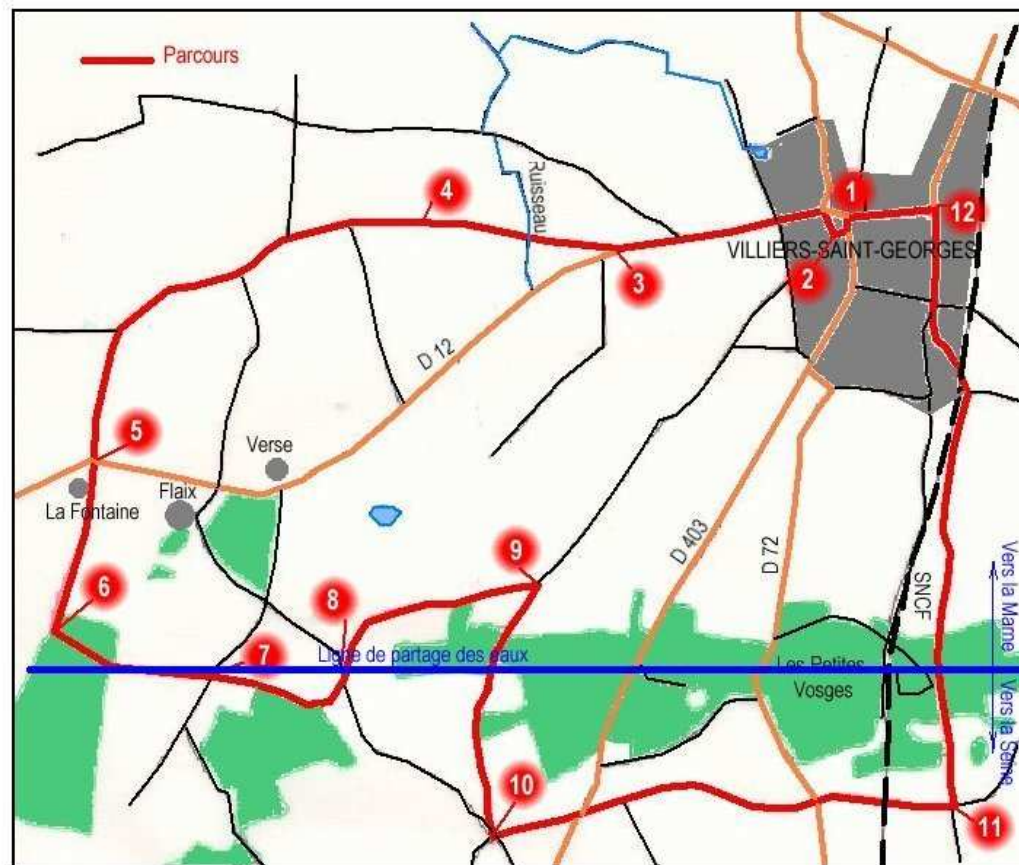 Parcours
1
4
Ruisseau
12
VILLIERS-SAINT-GEORGES
2
3
D 12
5
Verse
La Fontaine
Flaix
9
D 403
D 72
SNCF
Vers la Marne
6
8
7
Ligne de partage des eaux
Les Petites
Vosges
Vers la Seine
10
11